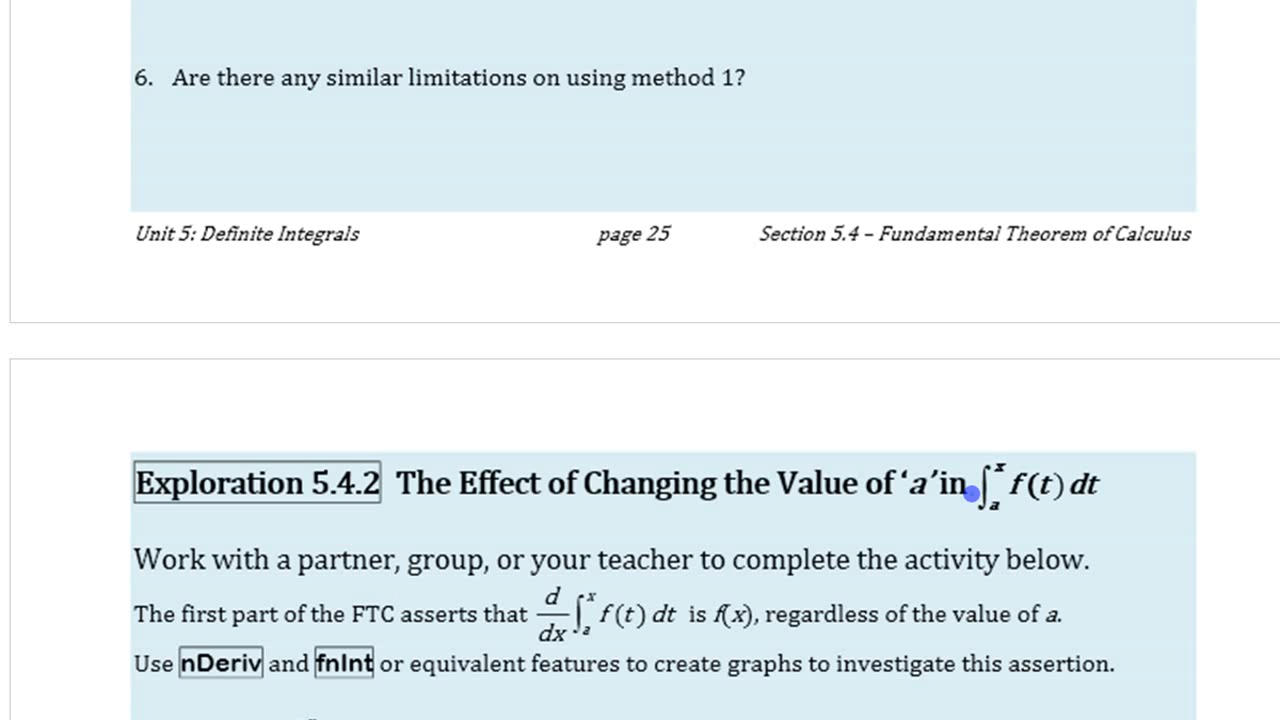 6. Are there any similar limitations on using method 1?
Unit 5: Definite Integrals page 25 Section 5.4 – Fundamental Theorem of Calculus
Exploration 5.4.2 The Effect of Changing the Value of ‘a’in ∫ₐˣ f(t) dt
Work with a partner, group, or your teacher to complete the activity below.
The first part of the FTC asserts that d/dx ∫ₐˣ f(t) dt is f(x), regardless of the value of a.
Use nDeriv and fnInt or equivalent features to create graphs to investigate this assertion.